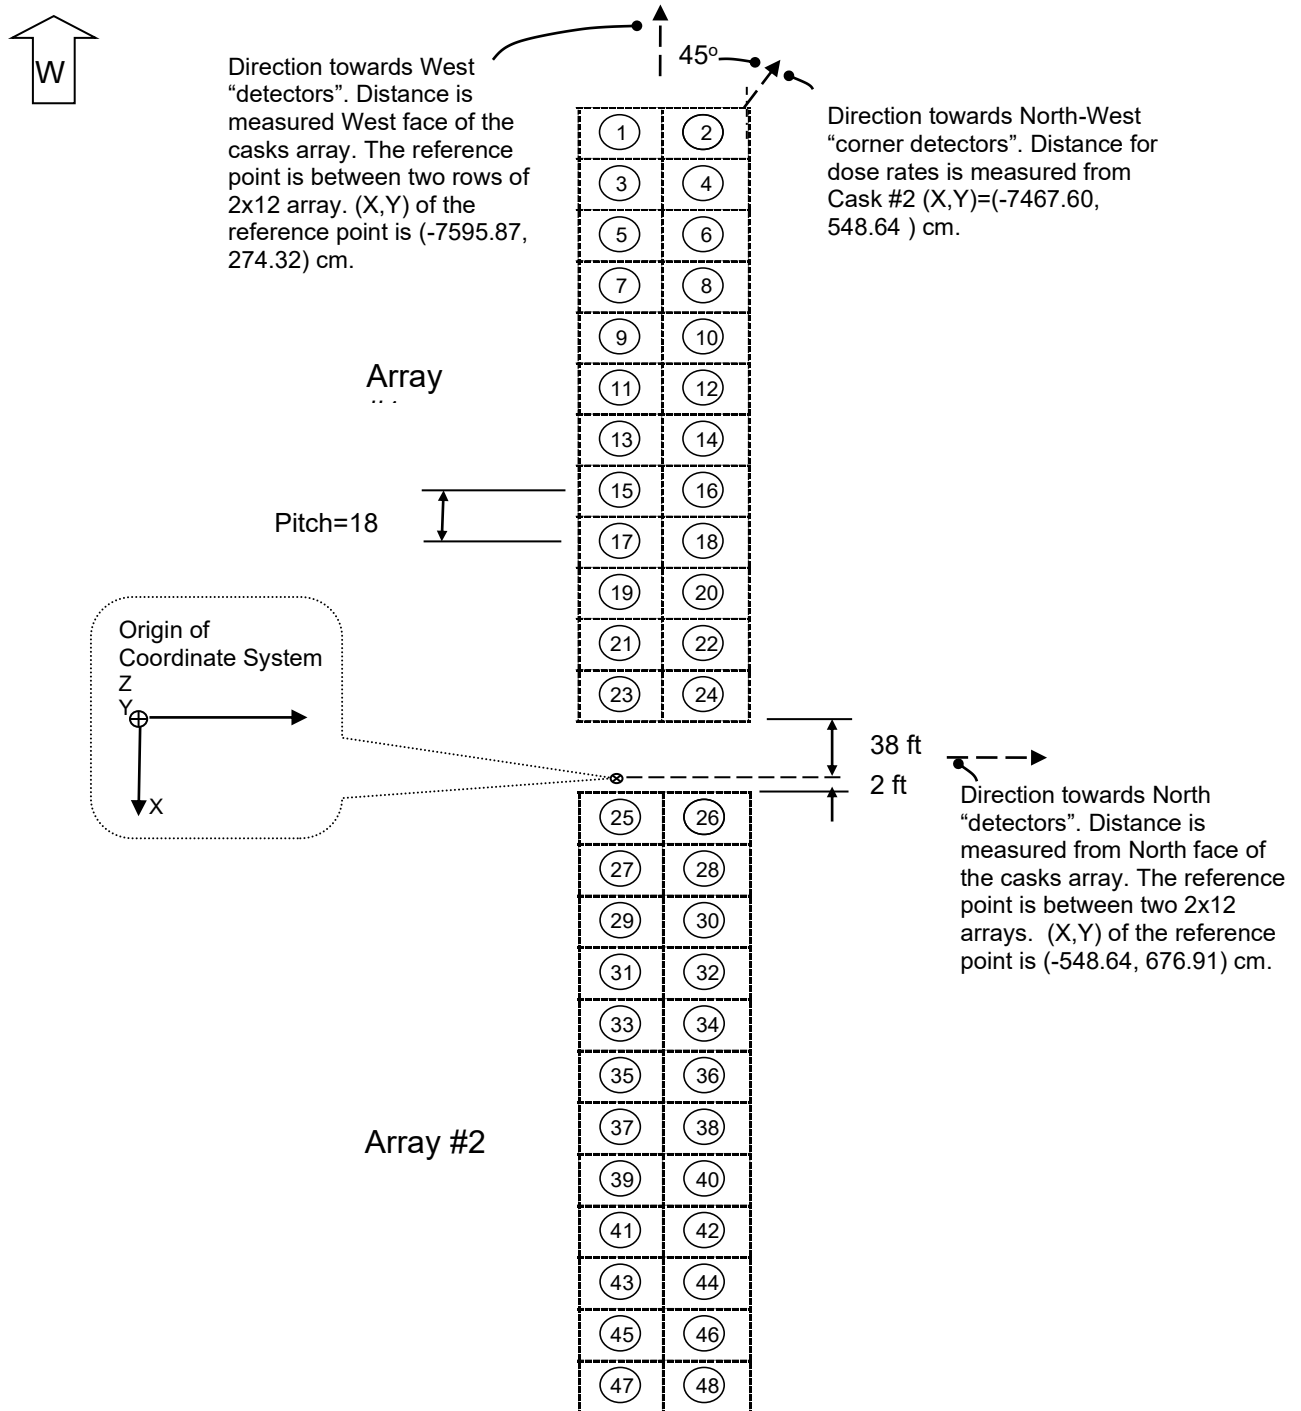 W
Direction towards West
“detectors”. Distance is
measured West face of the
casks array. The reference
point is between two rows of
2x12 array. (X,Y) of the
reference point is (-7595.87,
274.32) cm.
45º
Direction towards North-West
“corner detectors”. Distance for
dose rates is measured from
Cask #2 (X,Y)=(-7467.60,
548.64 ) cm.
1 2
3 4
5 6
7 8
9 10
Array
11 12
13 14
15 16
Pitch=18
17 18
19 20
21 22
23 24
Origin of
Coordinate System
Z
Y
X
38 ft
2 ft
Direction towards North
“detectors”. Distance is
measured from North face of
the casks array. The reference
point is between two 2x12
arrays.  (X,Y) of the reference
point is (-548.64, 676.91) cm.
25 26
27 28
29 30
31 32
33 34
35 36
37 38
Array #2
39 40
41 42
43 44
45 46
47 48